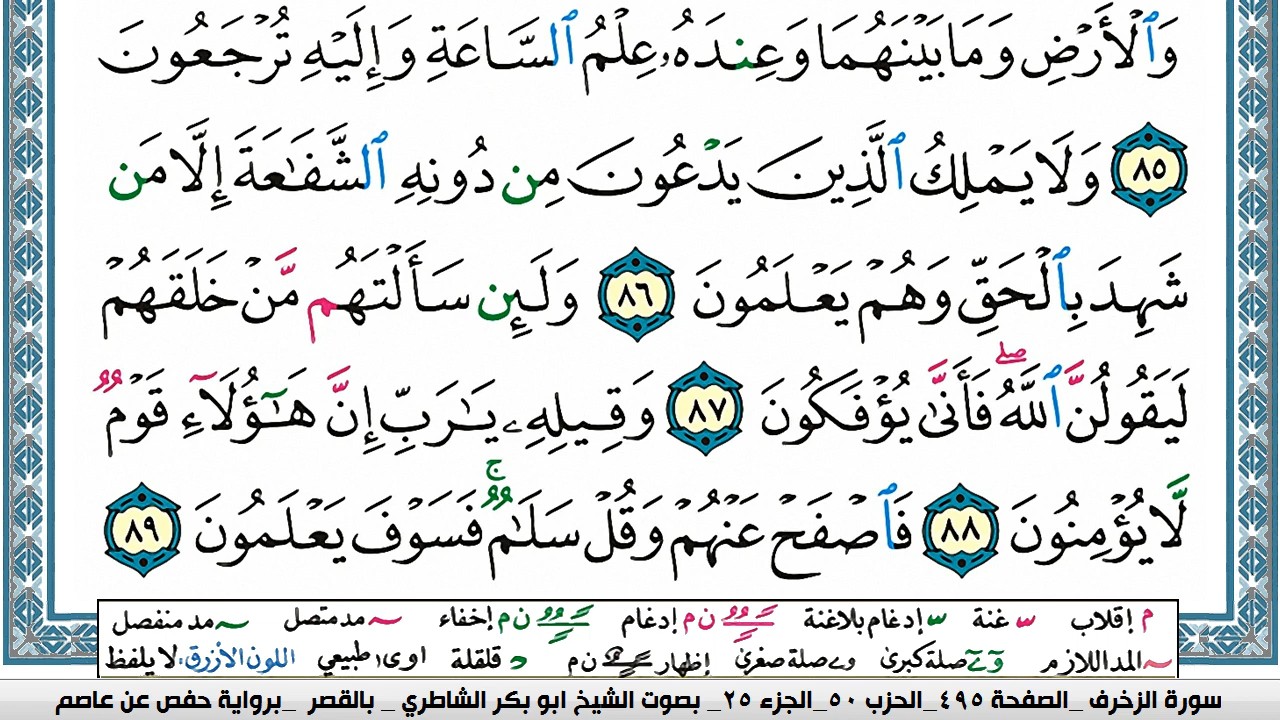 وَٱلْأَرْضِ وَمَا بَيْنَهُمَا وَعِندَهُۥ عِلْمُ ٱلسَّاعَةِ وَإِلَيْهِ تُرْجَعُونَ
٨٥ وَلَا يَمْلِكُ ٱلَّذِينَ يَدْعُونَ مِن دُونِهِ ٱلشَّفَٰعَةَ إِلَّا مَن
شَهِدَ بِٱلْحَقِّ وَهُمْ يَعْلَمُونَ ٨٦ وَلَئِن سَأَلْتَهُم مَّنْ خَلَقَهُمْ
لَيَقُولُنَّ ٱللَّهُ ۖ فَأَنَّىٰ يُؤْفَكُونَ ٨٧ وَقِيلِهِۦ يَٰرَبِّ إِنَّ هَٰٓؤُلَآءِ قَوْمٌ
لَّا يُؤْمِنُونَ ٨٨ فَٱصْفَحْ عَنْهُمْ وَقُلْ سَلَٰمٌ ۚ فَسَوْفَ يَعْلَمُونَ ٨٩
م إقلاب غنة إدغام بلاغنة ن م إدغام ن م إخفاء مد متصل مد منفصل
المد اللازم صلة كبرى صلة صغرى إظهار ن م قلقلة اوى طبيعي اللون الأزرق: لا يلفظ
سورة الزخرف _الصفحة ٤٩٥_الحزب ٥٠_الجزء ٢٥_ بصوت الشيخ ابو بكر الشاطري _ بالقصر _برواية حفص عن عاصم